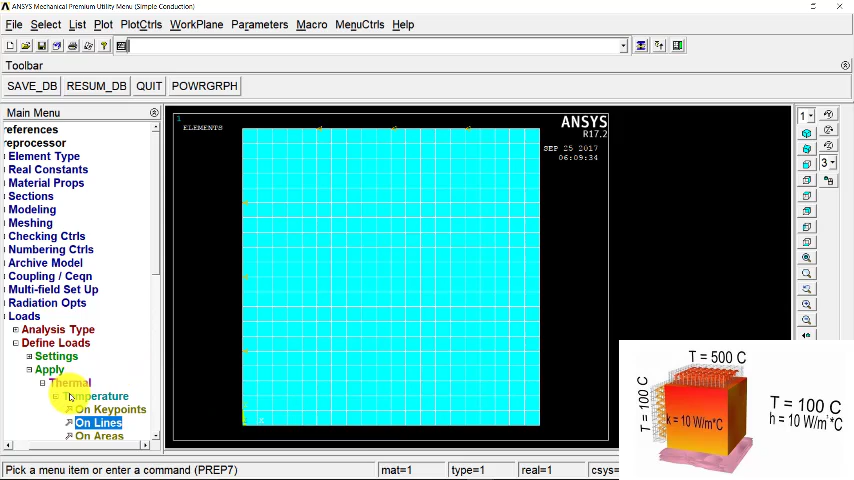 ANSYS Mechanical Premium Utility Menu (Simple Conduction)
File Select List Plot PlotCtrls WorkPlane Parameters Macro MenuCtrls Help
Toolbar
SAVE_DB RESUM_DB QUIT POWRGRPH
Main Menu
references
reprocessor
Element Type
Real Constants
Material Props
Sections
Modeling
Meshing
Checking Ctrls
Numbering Ctrls
Archive Model
Coupling / Ceqn
Multi-field Set Up
Radiation Opts
Loads
Analysis Type
Define Loads
Settings
Apply
Thermal
Temperature
On Keypoints
On Lines
On Areas
1
ELEMENTS
ANSYS
R17.2
SEP 25 2017
06:09:34
X
1
3
T = 500 C
T = 100 C
k = 10 W/m°C
T = 100 C
h = 10 W/m²°C
Pick a menu item or enter a command (PREP7)
mat=1
type=1
real=1
csys=